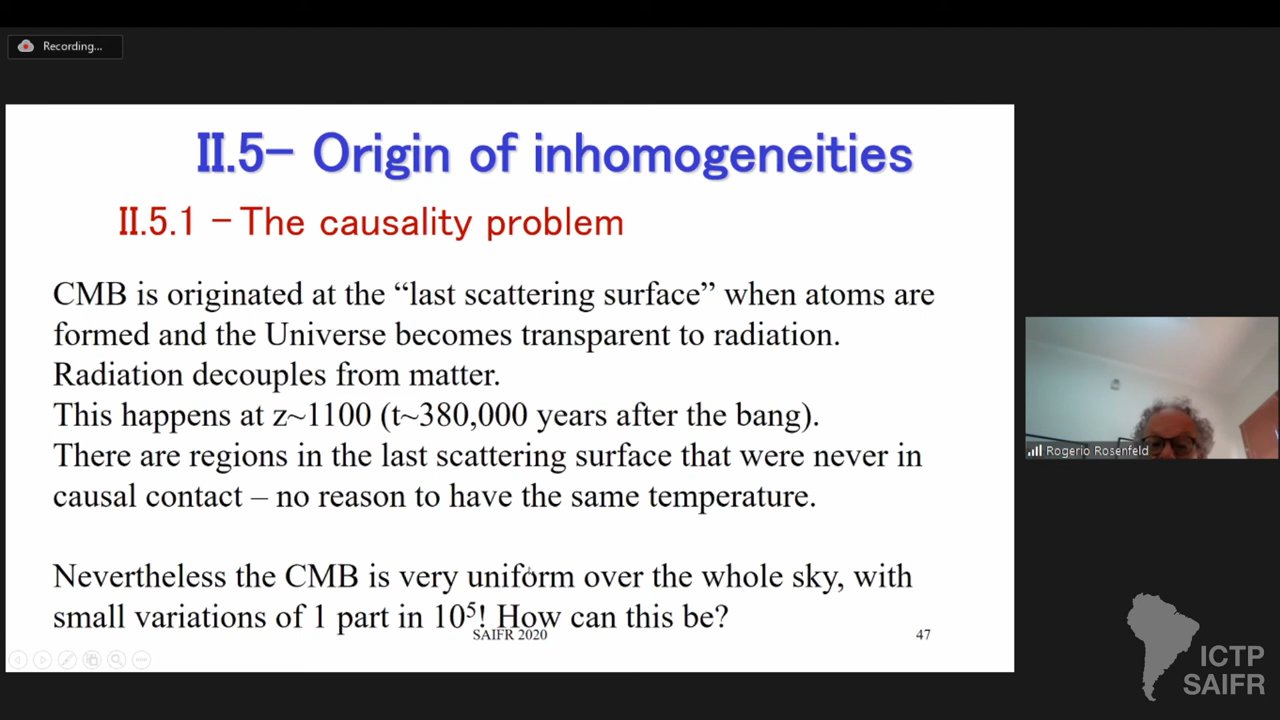 Recording...
II.5– Origin of inhomogeneities
II.5.1 – The causality problem
CMB is originated at the “last scattering surface” when atoms are
formed and the Universe becomes transparent to radiation.
Radiation decouples from matter.
This happens at z~1100 (t~380,000 years after the bang).
There are regions in the last scattering surface that were never in
causal contact – no reason to have the same temperature.
Nevertheless the CMB is very uniform over the whole sky, with
small variations of 1 part in 10⁵! How can this be?
SAIFR 2020
47
Rogerio Rosenfeld
ICTP
SAIFR